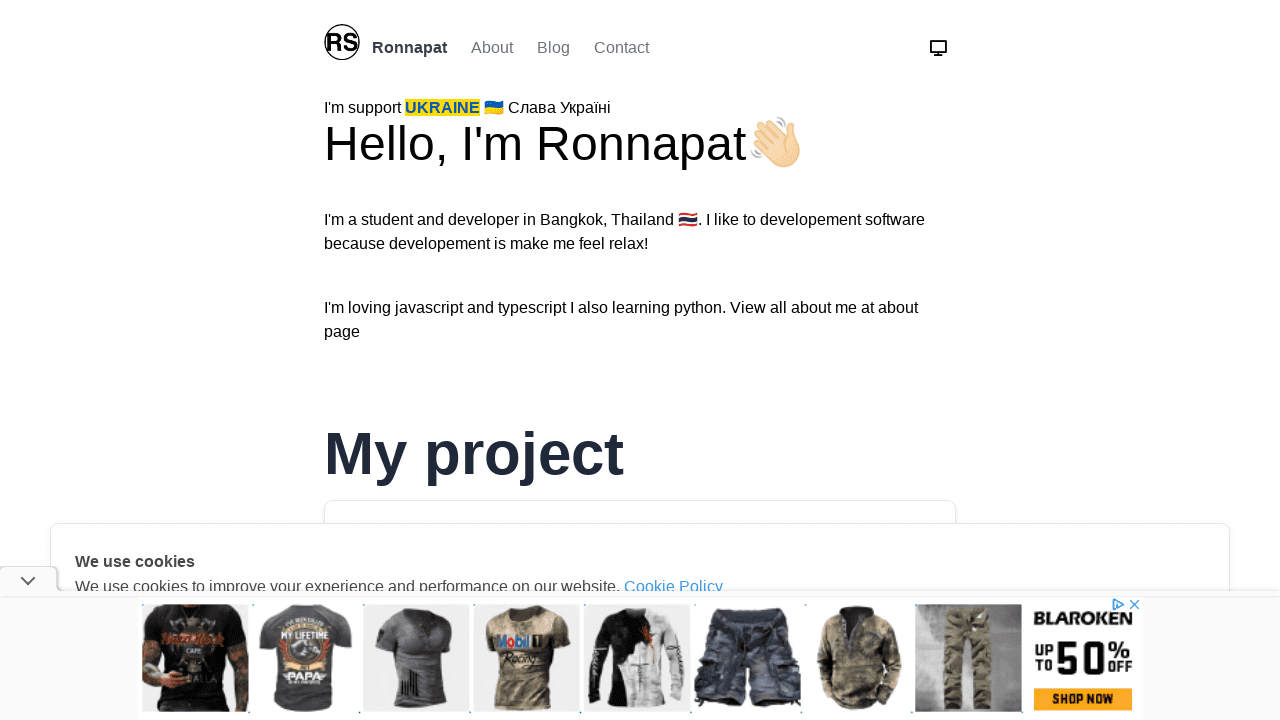 RS
Ronnapat About Blog Contact
I'm support UKRAINE 🇺🇦 Слава Україні
Hello, I'm Ronnapat👋🏻
I'm a student and developer in Bangkok, Thailand 🇹🇭. I like to developement software
because developement is make me feel relax!
I'm loving javascript and typescript I also learning python. View all about me at about
page
My project
We use cookies
We use cookies to improve your experience and performance on our website. Cookie Policy
MY LIFETIME
PAPA
Mobil 1
Racing
BLAROKEN
UP TO 50% OFF
SHOP NOW